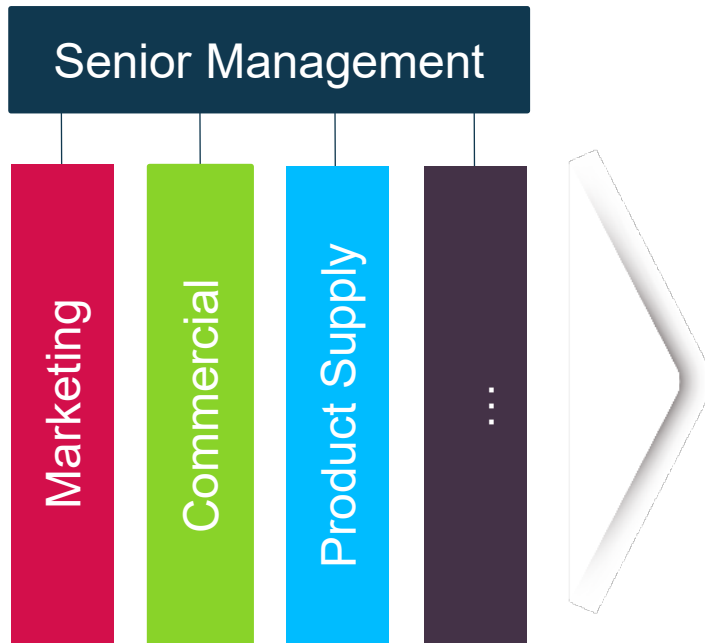 Senior Management
Marketing
Commercial
Product Supply
...